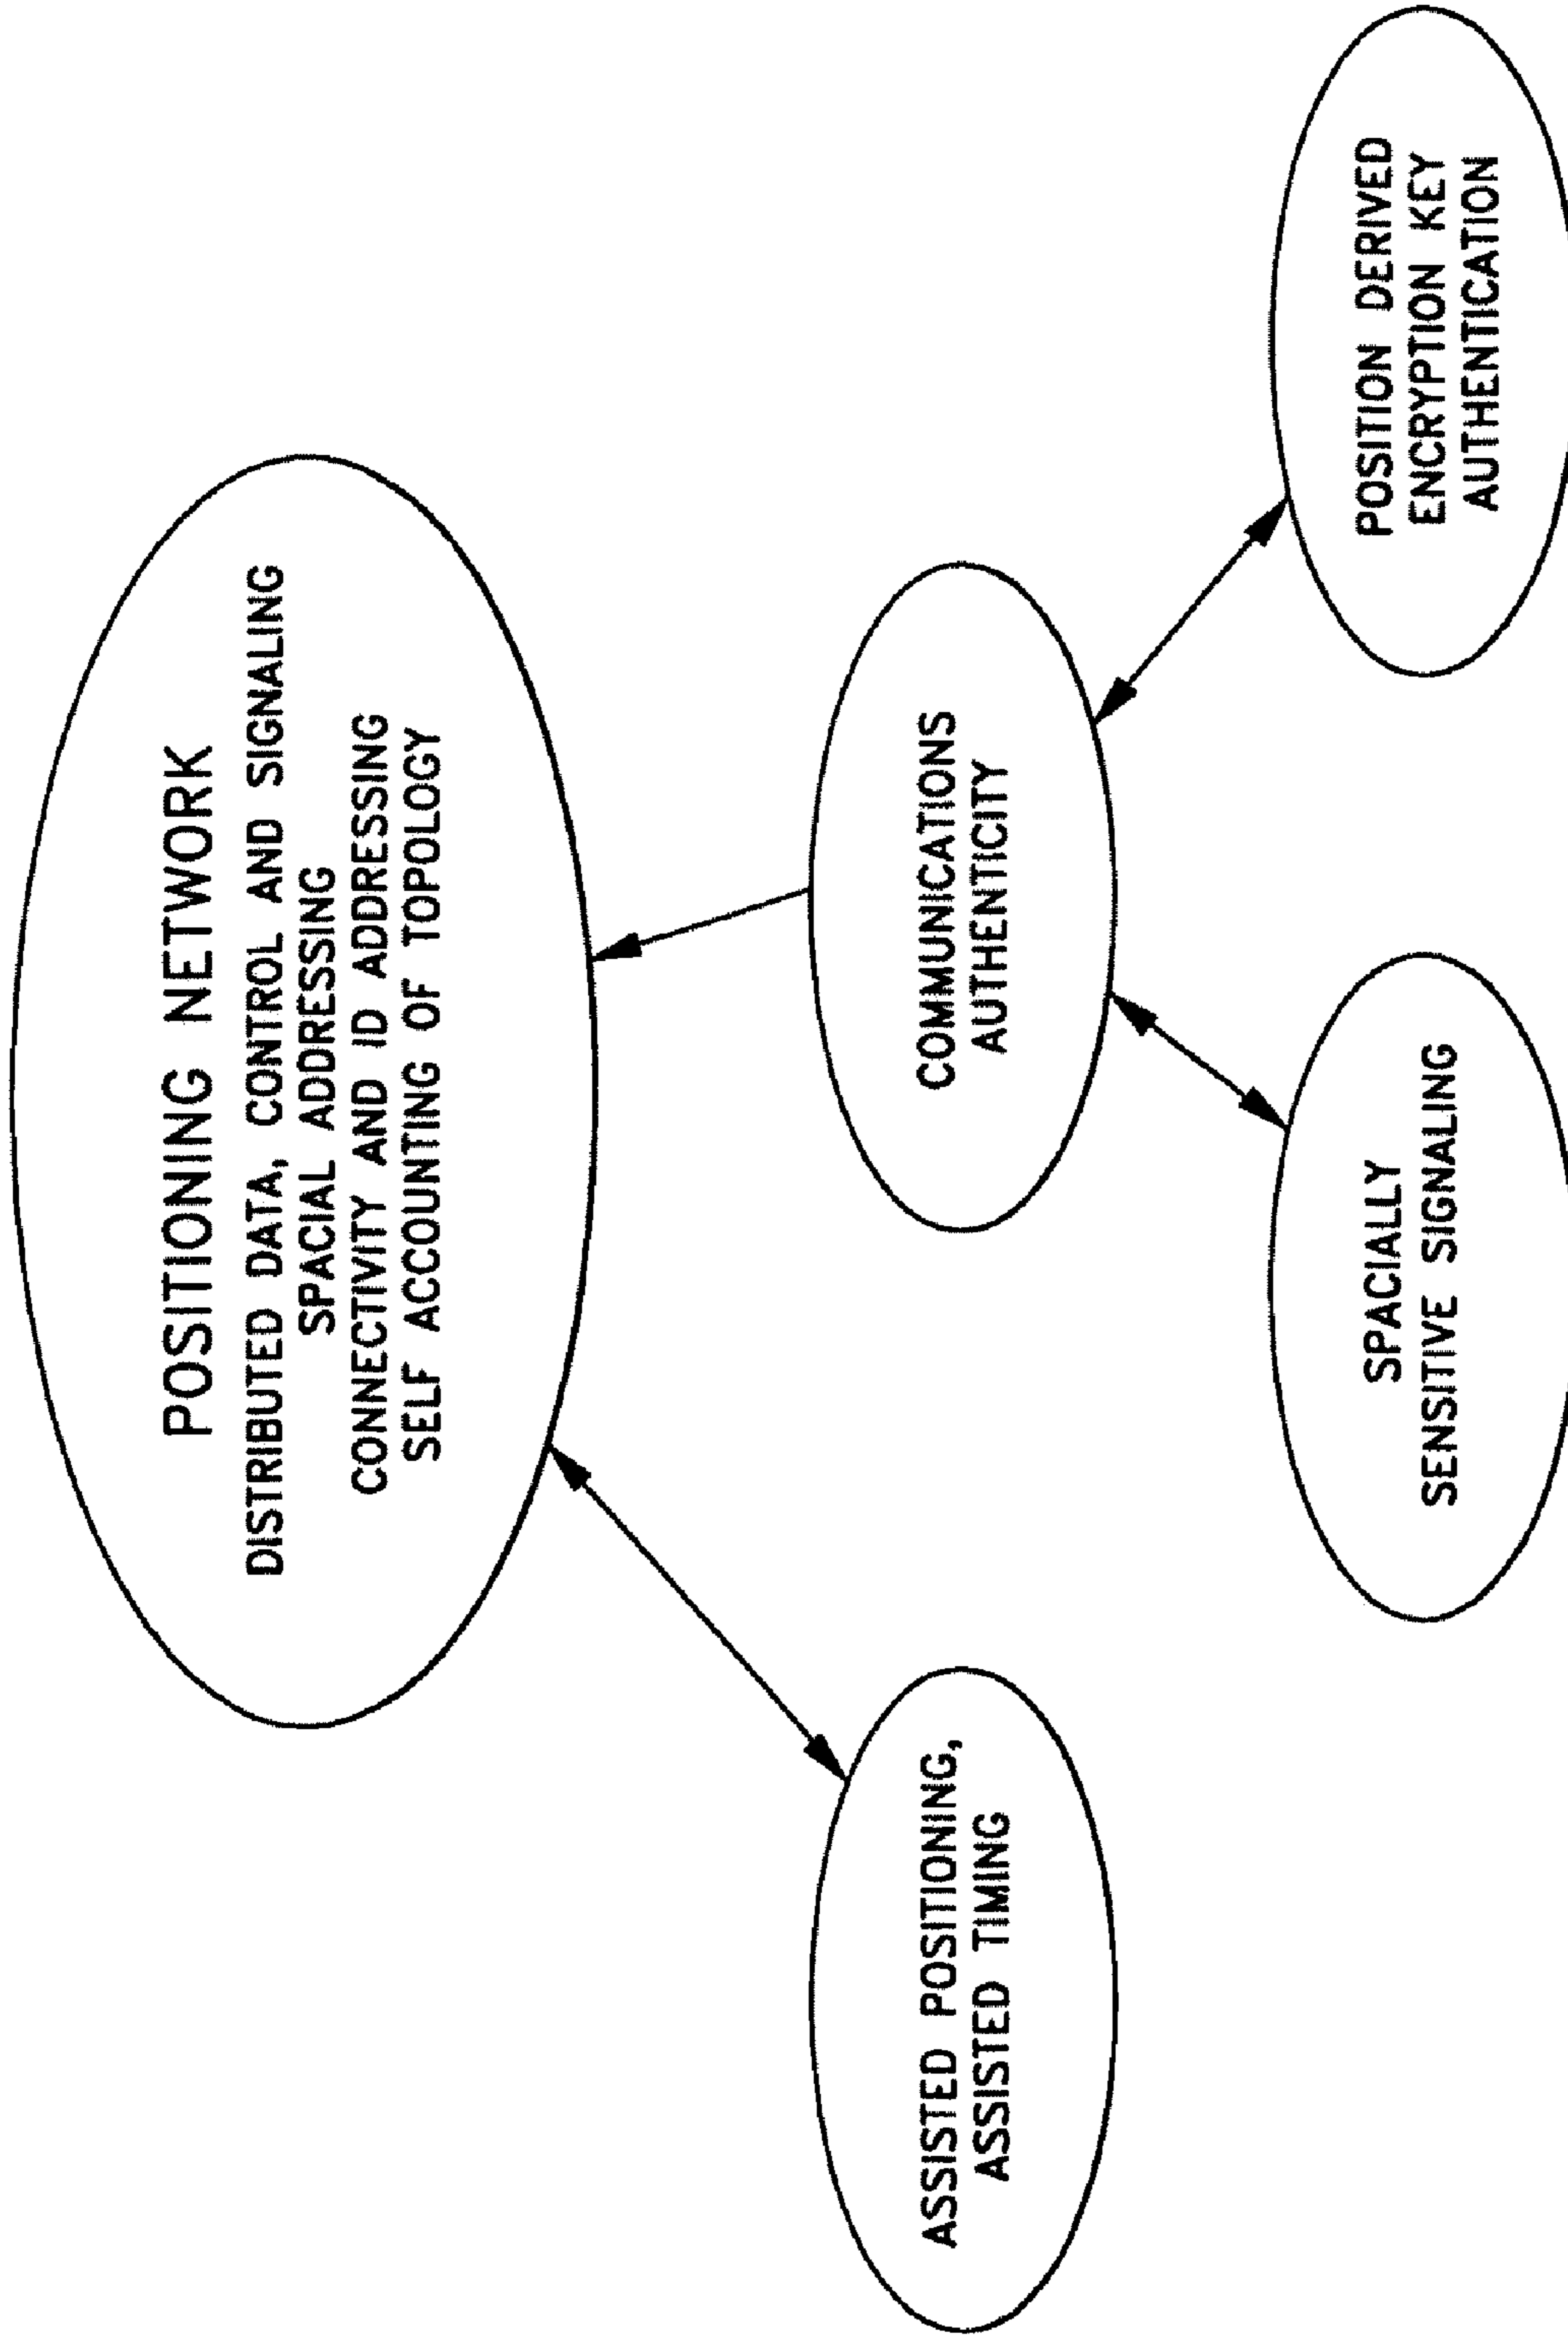 POSITIONING NETWORK
DISTRIBUTED DATA, CONTROL AND SIGNALING
SPACIAL ADDRESSING
CONNECTIVITY AND ID ADDRESSING
SELF ACCOUNTING OF TOPOLOGY
ASSISTED POSITIONING,
ASSISTED TIMING
COMMUNICATIONS
AUTHENTICITY
SPACIALLY
SENSITIVE SIGNALING
POSITION DERIVED
ENCRYPTION KEY
AUTHENTICATION